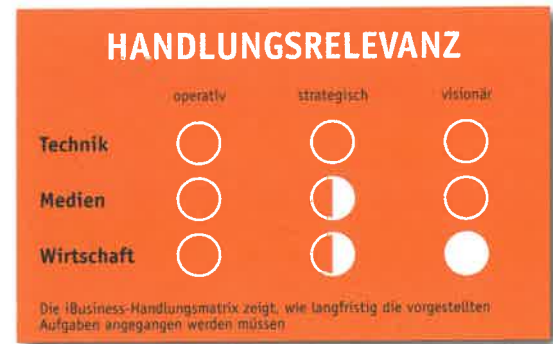 HANDLUNGSRELEVANZ
operativ strategisch visionär
Technik
Medien
Wirtschaft
Die iBusiness-Handlungsmatrix zeigt, wie langfristig die vorgestellten
Aufgaben angegangen werden müssen